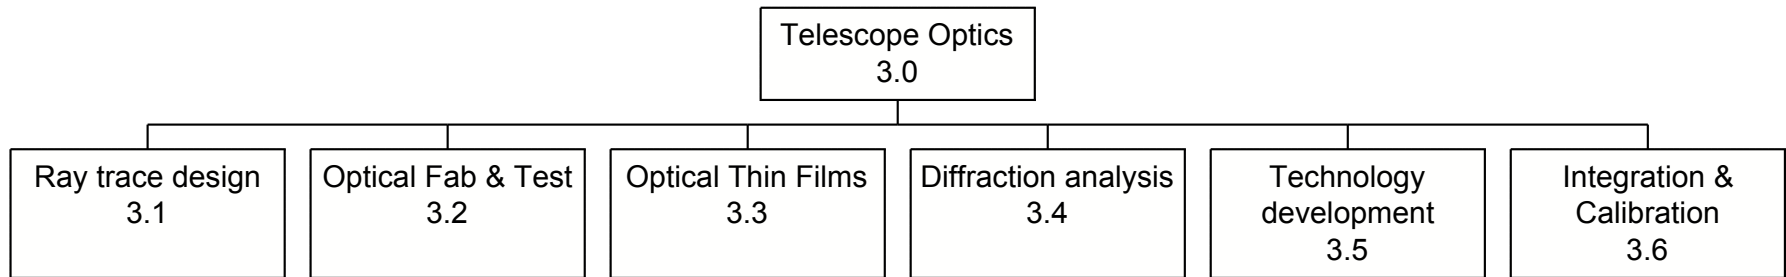 Telescope Optics
3.0
Ray trace design
3.1
Optical Fab & Test
3.2
Optical Thin Films
3.3
Diffraction analysis
3.4
Technology
development
3.5
Integration &
Calibration
3.6